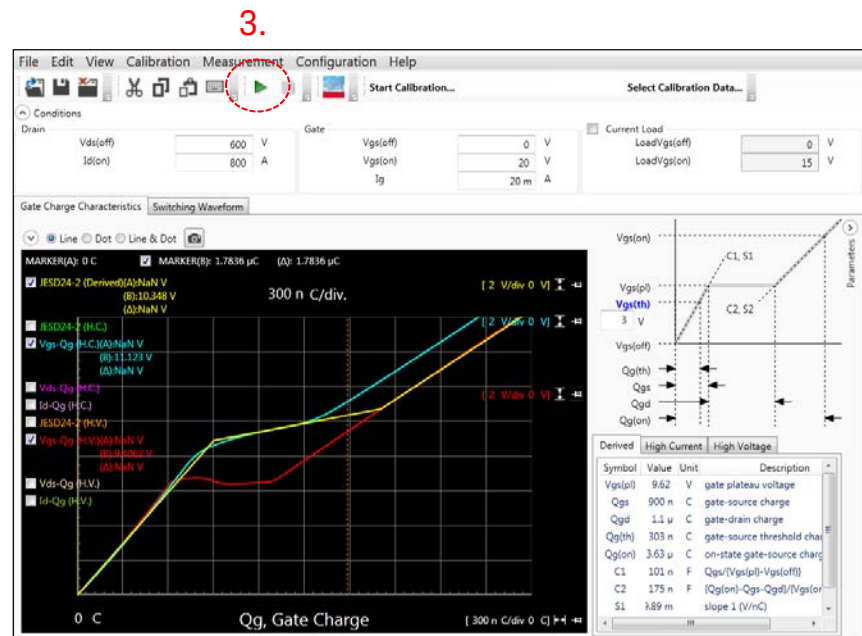 3.
File Edit View Calibration Measurement Configuration Help
Start Calibration... Select Calibration Data...
Conditions
Drain Gate Current Load
Vds(off) 600 V Vgs(off) 0 V LoadVgs(off) 0 V
Id(on) 800 A Vgs(on) 20 V LoadVgs(on) 15 V
Ig 20 m A
Gate Charge Characteristics Switching Waveform
Line Dot Line & Dot
MARKER(A): 0 C MARKER(B): 1.7836 µC (Δ): 1.7836 µC
JESD24-2 (Derived)(A):NaN V [ 2 V/div 0 V]
(B):10.348 V
(Δ):NaN V
300 n C/div.
JESD24-2 (H.C.) [ 2 V/div 0 V]
Vgs-Qg (H.C.)(A):NaN V
(B):11.123 V
(Δ):NaN V
Vds-Qg (H.C.) [ 2 V/div 0 V]
Id-Qg (H.C.)
JESD24-2 (H.V.)
Vgs-Qg (H.V.)(A):NaN V
(B):9.4062 V
(Δ):NaN V
Vds-Qg (H.V.)
Id-Qg (H.V.)
0 C Qg, Gate Charge [ 300 n C/div 0 C]
Parameters
Vgs(on)
C1, S1
Vgs(pl)
Vgs(th)
3 V
C2, S2
Vgs(off)
Qg(th)
Qgs
Qgd
Qg(on)
Derived High Current High Voltage
Symbol Value Unit Description
Vgs(pl) 9.62 V gate plateau voltage
Qgs 900 n C gate-source charge
Qgd 1.1 µ C gate-drain charge
Qg(th) 303 n C gate-source threshold cha
Qg(on) 3.63 µ C on-state gate-source charg
C1 101 n F Qgs/{Vgs(pl)-Vgs(off)}
C2 175 n F {Qg(on)-Qgs-Qgd}/{Vgs(or
S1 .89 m slope 1 (V/nC)